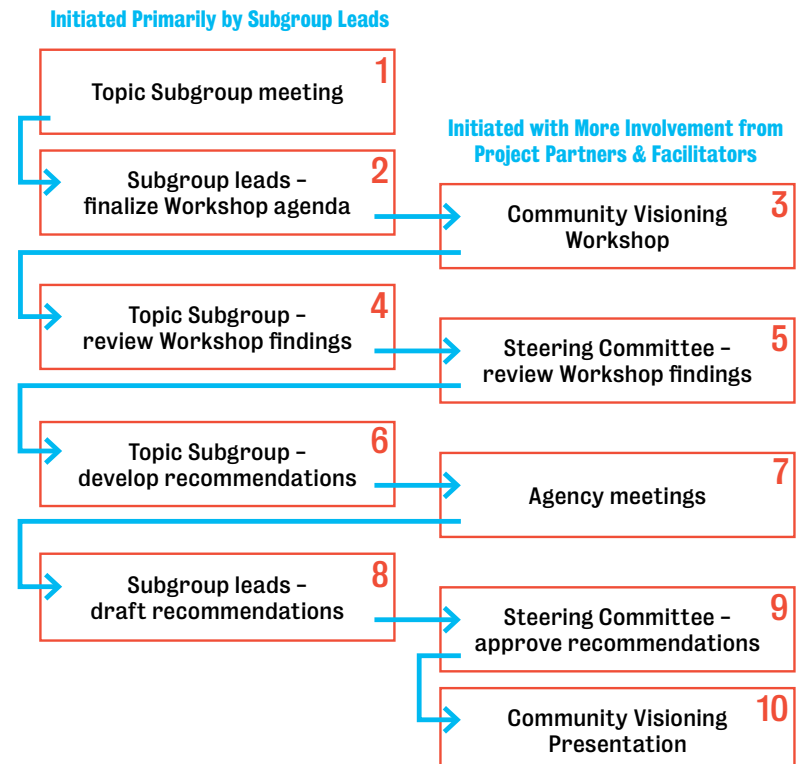 Initiated Primarily by Subgroup Leads
1
Topic Subgroup meeting
Initiated with More Involvement from
Project Partners & Facilitators
2
Subgroup leads –
finalize Workshop agenda
3
Community Visioning
Workshop
4
Topic Subgroup –
review Workshop findings
5
Steering Committee –
review Workshop findings
6
Topic Subgroup –
develop recommendations
7
Agency meetings
8
Subgroup leads –
draft recommendations
9
Steering Committee –
approve recommendations
10
Community Visioning
Presentation